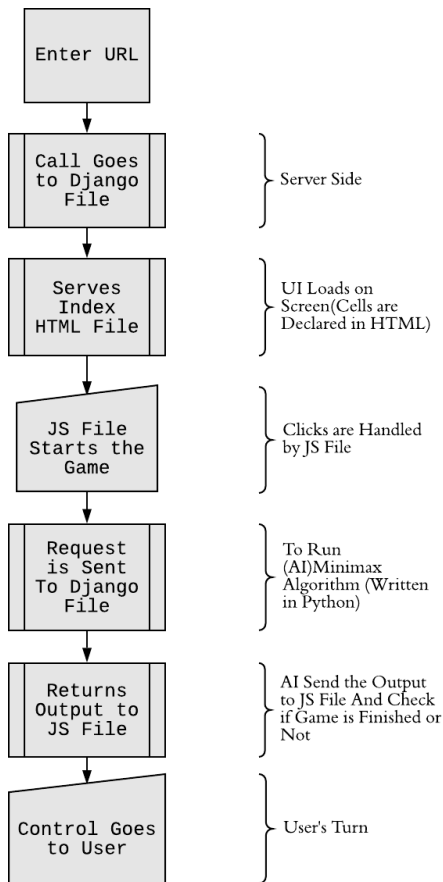 Enter URL
Call Goes
to Django
File
Server Side
Serves
Index
HTML File
UI Loads on
Screen(Cells are
Declared in HTML)
JS File
Starts the
Game
Clicks are Handled
by JS File
Request
is Sent
To Django
File
To Run
(AI)Minimax
Algorithm (Written
in Python)
Returns
Output to
JS File
AI Send the Output
to JS File And Check
if Game is Finished or
Not
Control Goes
to User
User's Turn